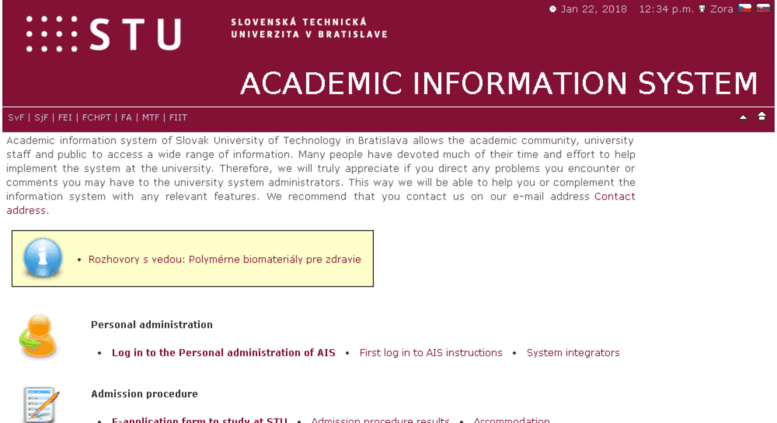 Jan 22, 2018 12:34 p.m. Zora
STU
SLOVENSKÁ TECHNICKÁ
UNIVERZITA V BRATISLAVE
ACADEMIC INFORMATION SYSTEM
SvF | SjF | FEI | FCHPT | FA | MTF | FIIT
Academic information system of Slovak University of Technology in Bratislava allows the academic community, university
staff and public to access a wide range of information. Many people have devoted much of their time and effort to help
implement the system at the university. Therefore, we will truly appreciate if you direct any problems you encounter or
comments you may have to the university system administrators. This way we will be able to help you or complement the
information system with any relevant features. We recommend that you contact us on our e-mail address Contact
address.
• Rozhovory s vedou: Polymérne biomateriály pre zdravie
Personal administration
• Log in to the Personal administration of AIS • First log in to AIS instructions • System integrators
Admission procedure
• E-application form to study at STU • Admission procedure results • Accommodation